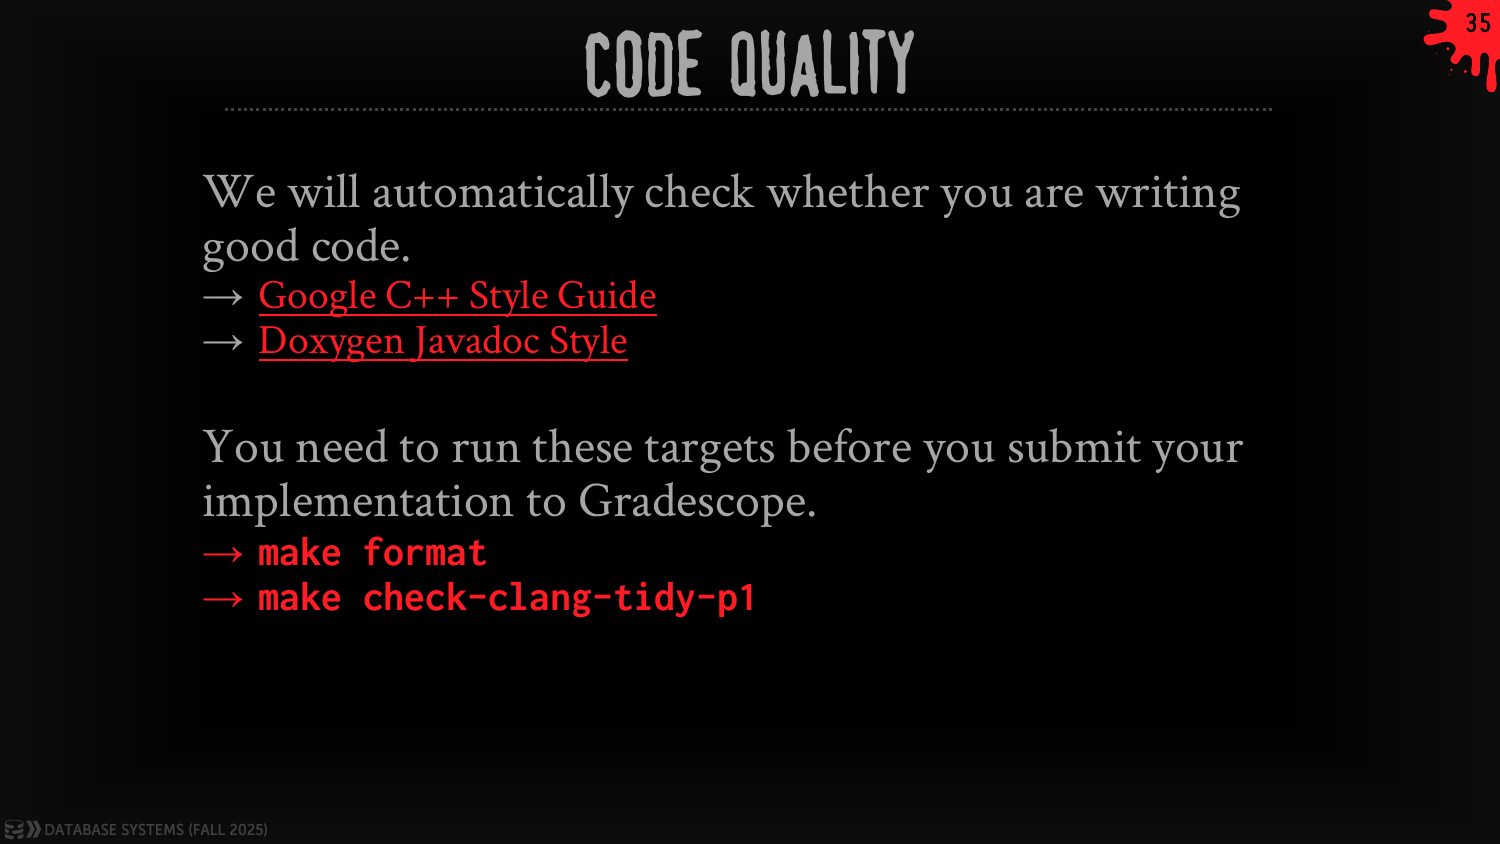 35
CODE QUALITY
We will automatically check whether you are writing
good code.
→ Google C++ Style Guide
→ Doxygen Javadoc Style
You need to run these targets before you submit your
implementation to Gradescope.
→ make format
→ make check-clang-tidy-p1
DATABASE SYSTEMS (FALL 2025)